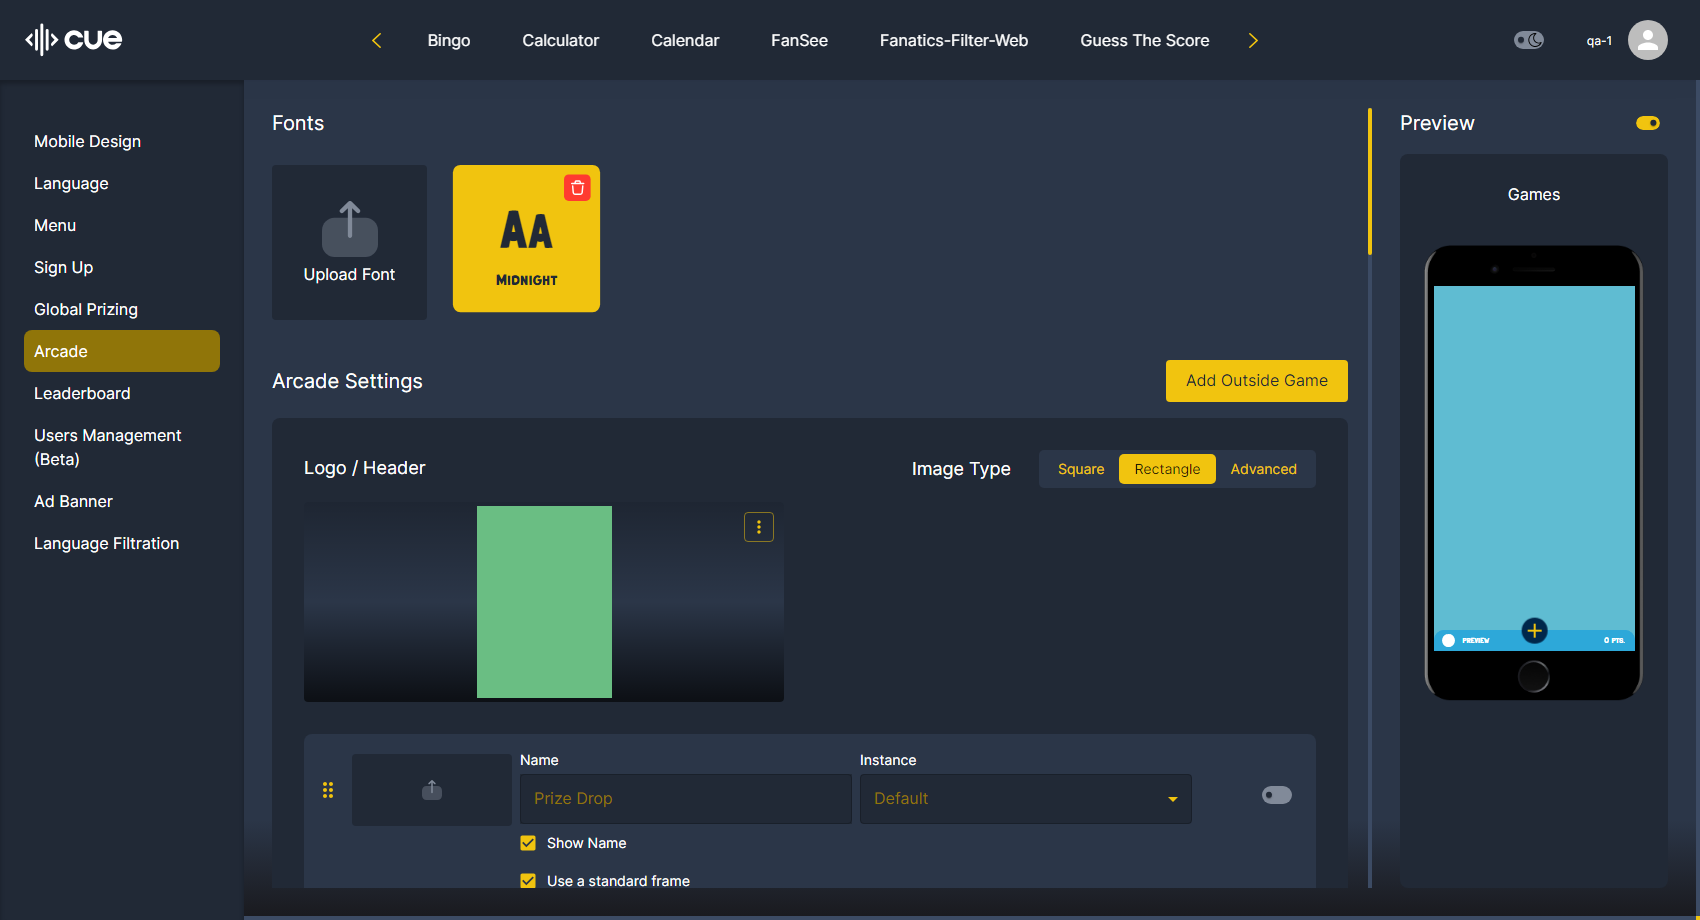 cue
Bingo
Calculator
Calendar
FanSee
Fanatics-Filter-Web
Guess The Score
qa-1
Mobile Design
Language
Menu
Sign Up
Global Prizing
Arcade
Leaderboard
Users Management
(Beta)
Ad Banner
Language Filtration
Fonts
Upload Font
AA
MIDNIGHT
Arcade Settings
Add Outside Game
Logo / Header
Image Type
Square
Rectangle
Advanced
Name
Prize Drop
Instance
Default
Show Name
Use a standard frame
Preview
Games
PREVIEW
0 PTS.